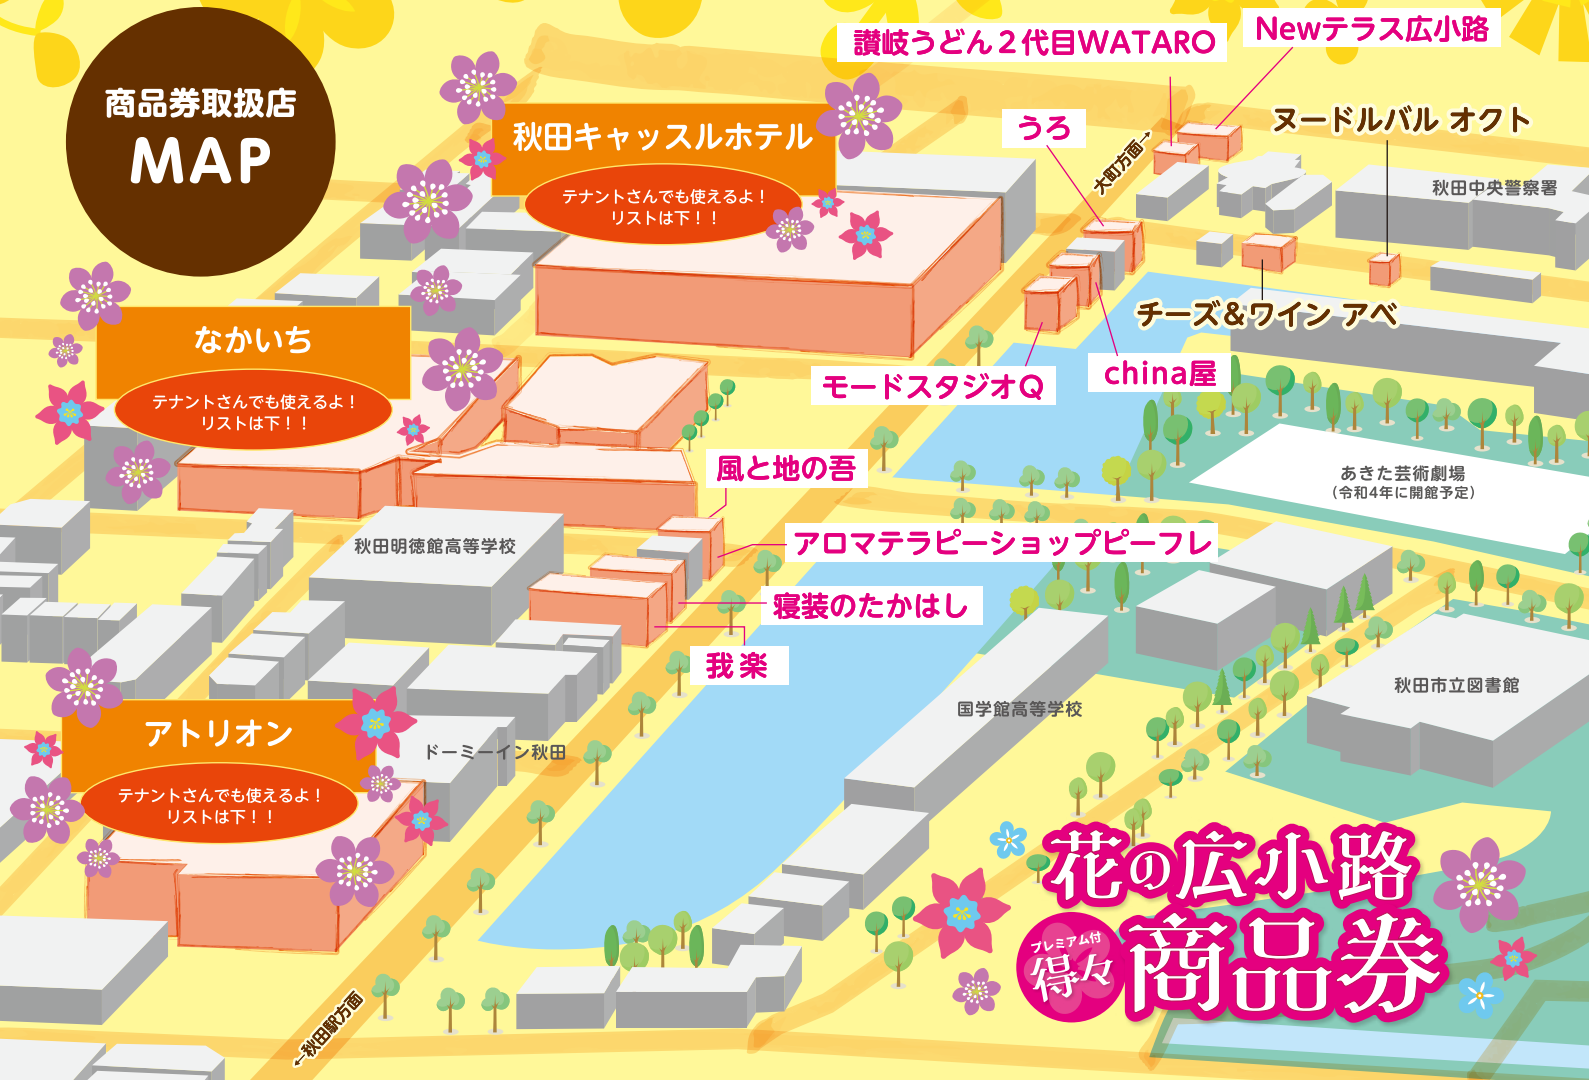 商品券取扱店
MAP
讃岐うどん２代目WATARO
Newテラス広小路
うろ
大町方面→
ヌードルバル オクト
秋田中央警察署
秋田キャッスルホテル
テナントさんでも使えるよ！
リストは下！！
チーズ&ワイン アベ
なかいち
テナントさんでも使えるよ！
リストは下！！
モードスタジオQ
china屋
風と地の吾
あきた芸術劇場
（令和4年に開館予定）
秋田明徳館高等学校
アロマテラピーショップピーフレ
寝装のたかはし
我楽
秋田市立図書館
国学館高等学校
アトリオン
テナントさんでも使えるよ！
リストは下！！
ドーミーイン秋田
花の広小路
プレミアム付
得々
商品券
←秋田駅方面